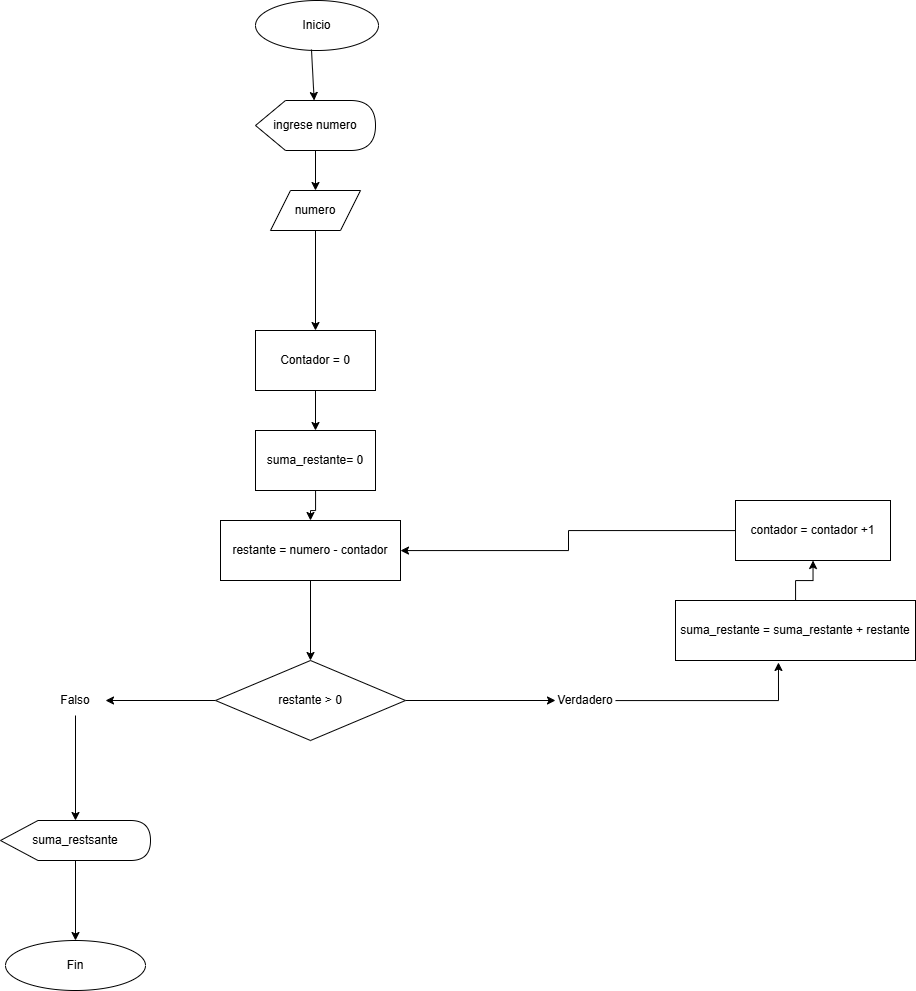 Inicio
ingrese numero
numero
Contador = 0
suma_restante= 0
restante = numero - contador
contador = contador +1
suma_restante = suma_restante + restante
restante > 0
Falso
Verdadero
suma_restsante
Fin